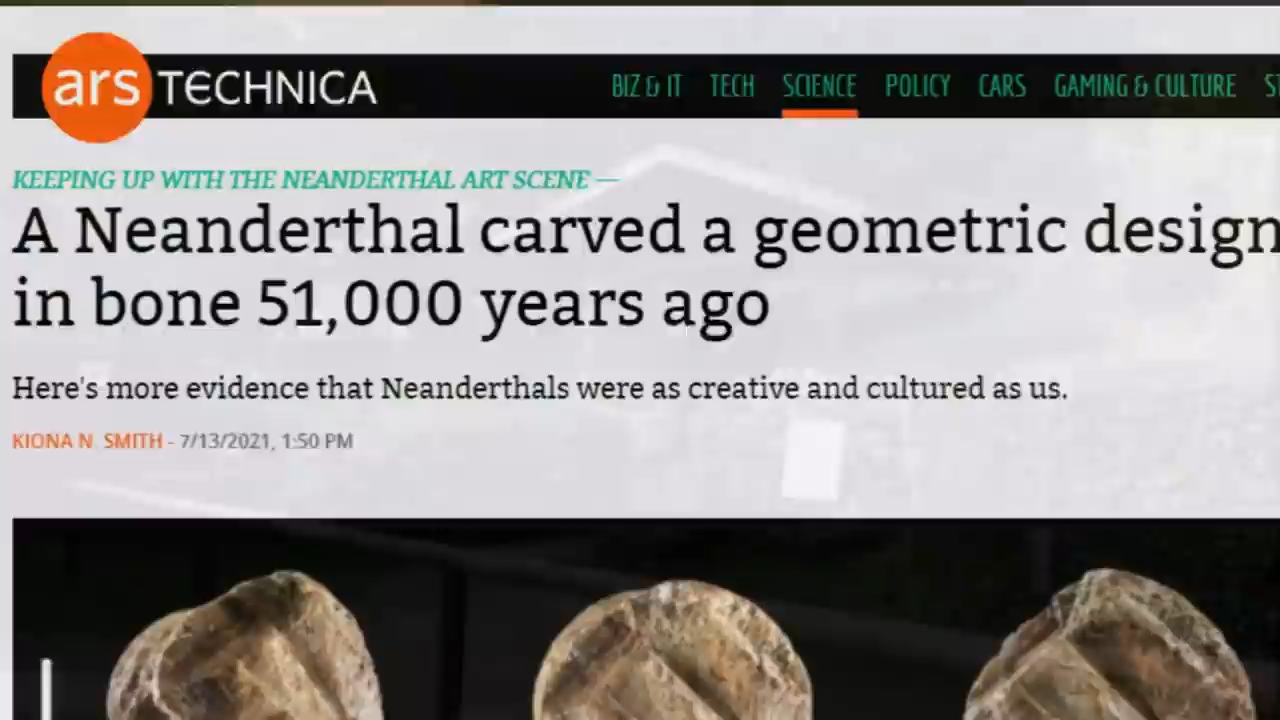 ars TECHNICA
BIZ & IT TECH SCIENCE POLICY CARS GAMING & CULTURE
KEEPING UP WITH THE NEANDERTHAL ART SCENE —
A Neanderthal carved a geometric design
in bone 51,000 years ago
Here's more evidence that Neanderthals were as creative and cultured as us.
KIONA N. SMITH - 7/13/2021, 1:50 PM